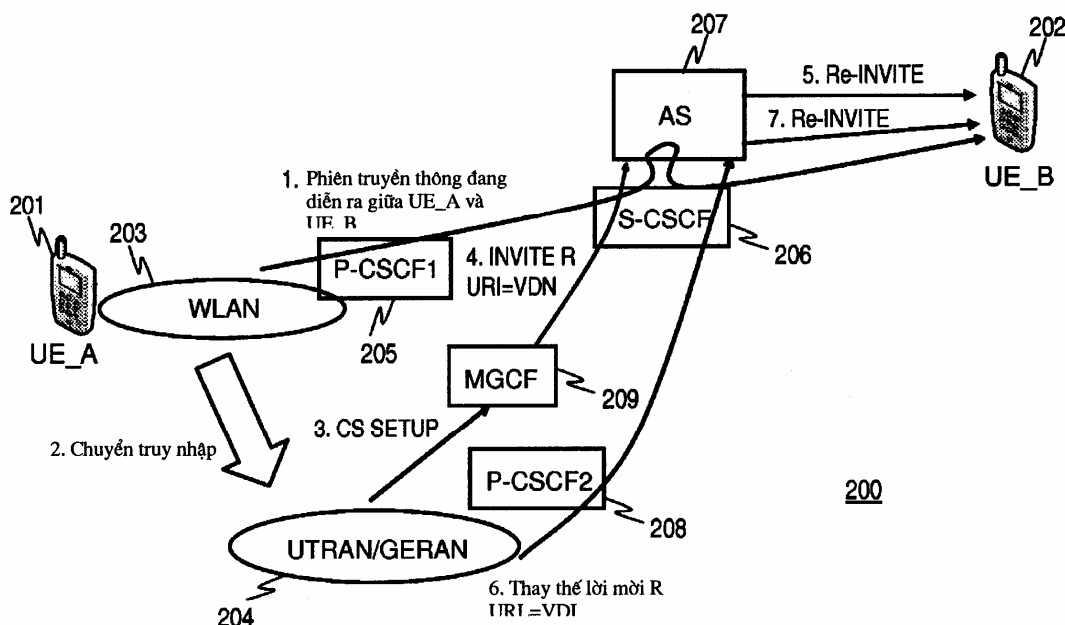 207
202
5. Re-INVITE
AS
7. Re-INVITE
UE_B
1. Phiên truyền thông đang
diễn ra giữa UE_A và
UE_B
201
203
S-CSCF
206
P-CSCF1
4. INVITE R
URI=VDN
WLAN
205
UE_A
MGCF
209
3. CS SETUP
2. Chuyển truy nhập
P-CSCF2
208
200
UTRAN/GERAN
6. Thay thế lời mời R
URI=VDI
204